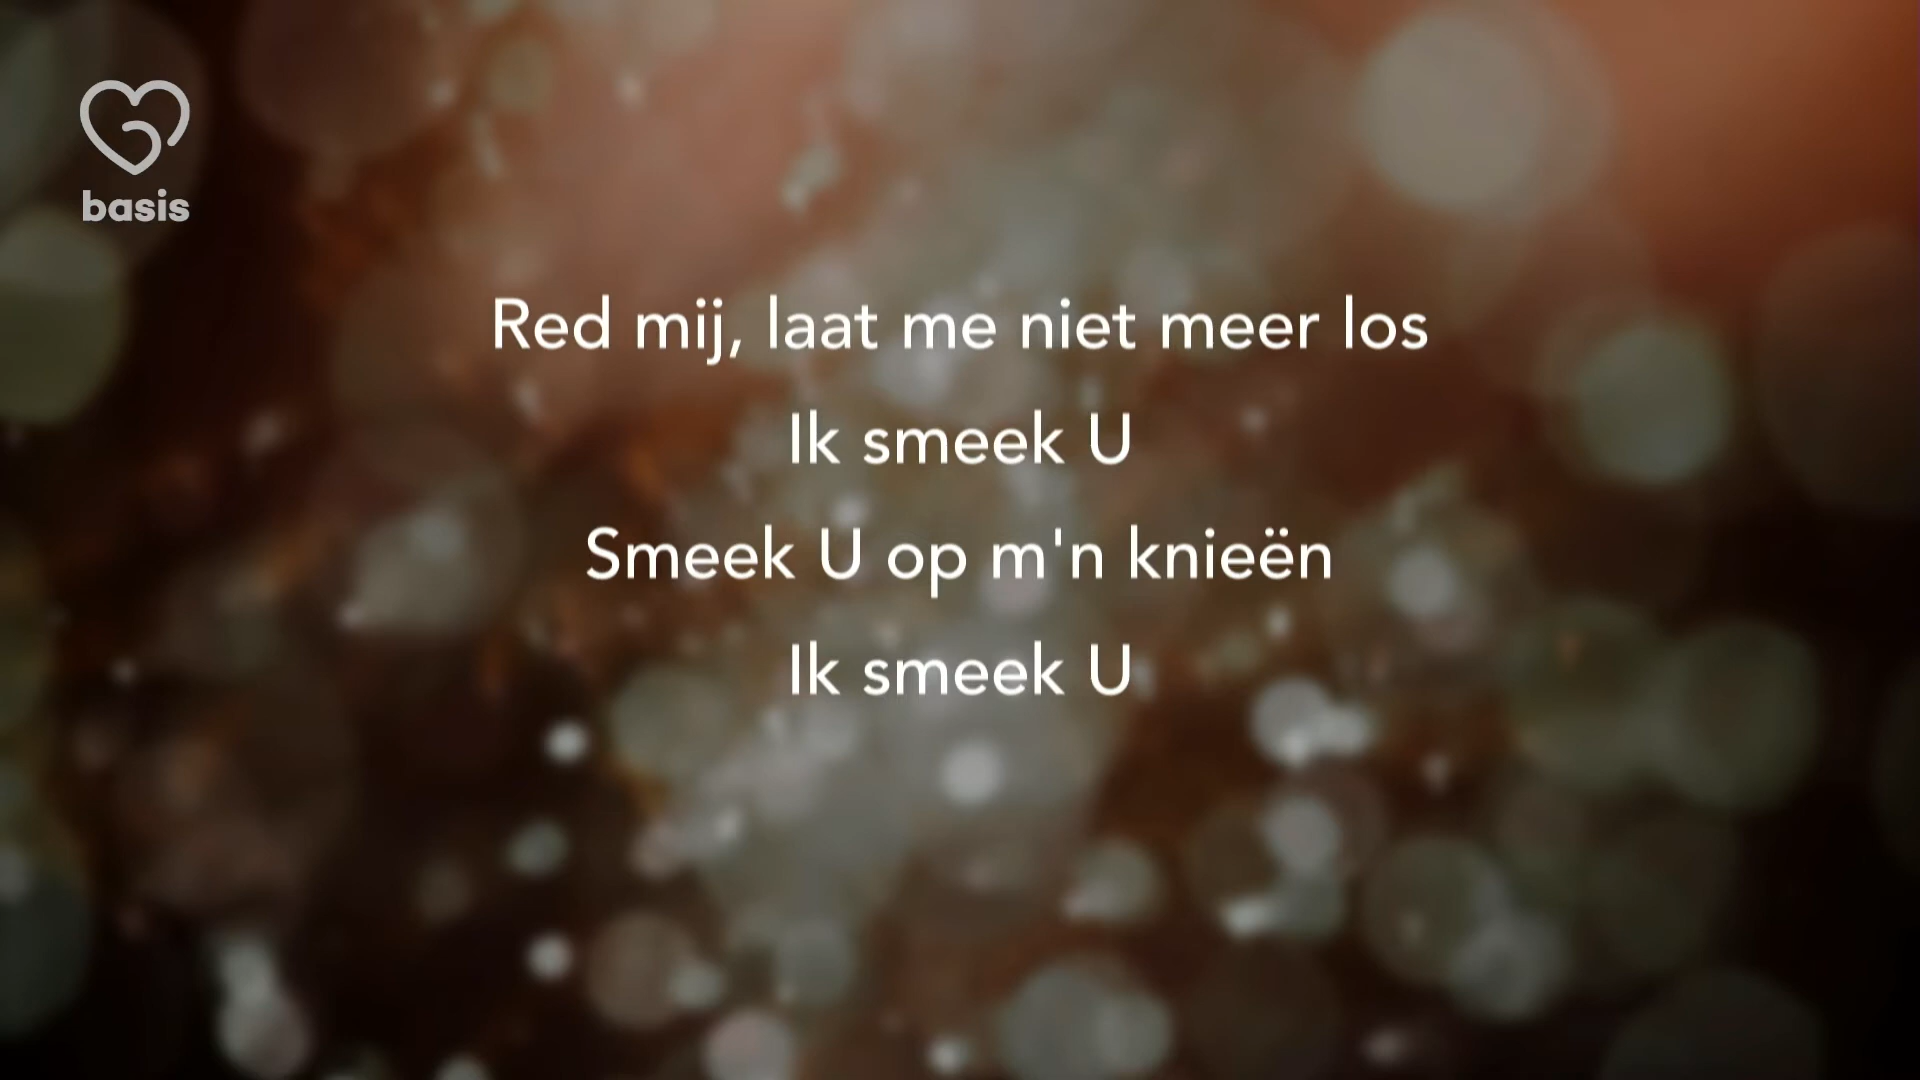 basis
Red mij, laat me niet meer los
Ik smeek U
Smeek U op m'n knieën
Ik smeek U